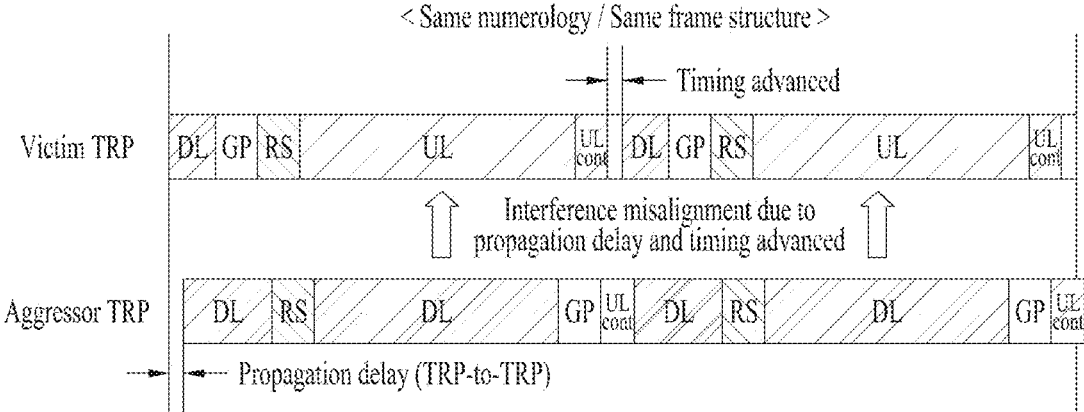 < Same numerology / Same frame structure >
Timing advanced
Victim TRP
DL GP RS UL UL cont DL GP RS UL UL cont
Interference misalignment due to
propagation delay and timing advanced
Aggressor TRP
DL RS DL GP UL cont DL RS DL GP UL cont
Propagation delay (TRP-to-TRP)